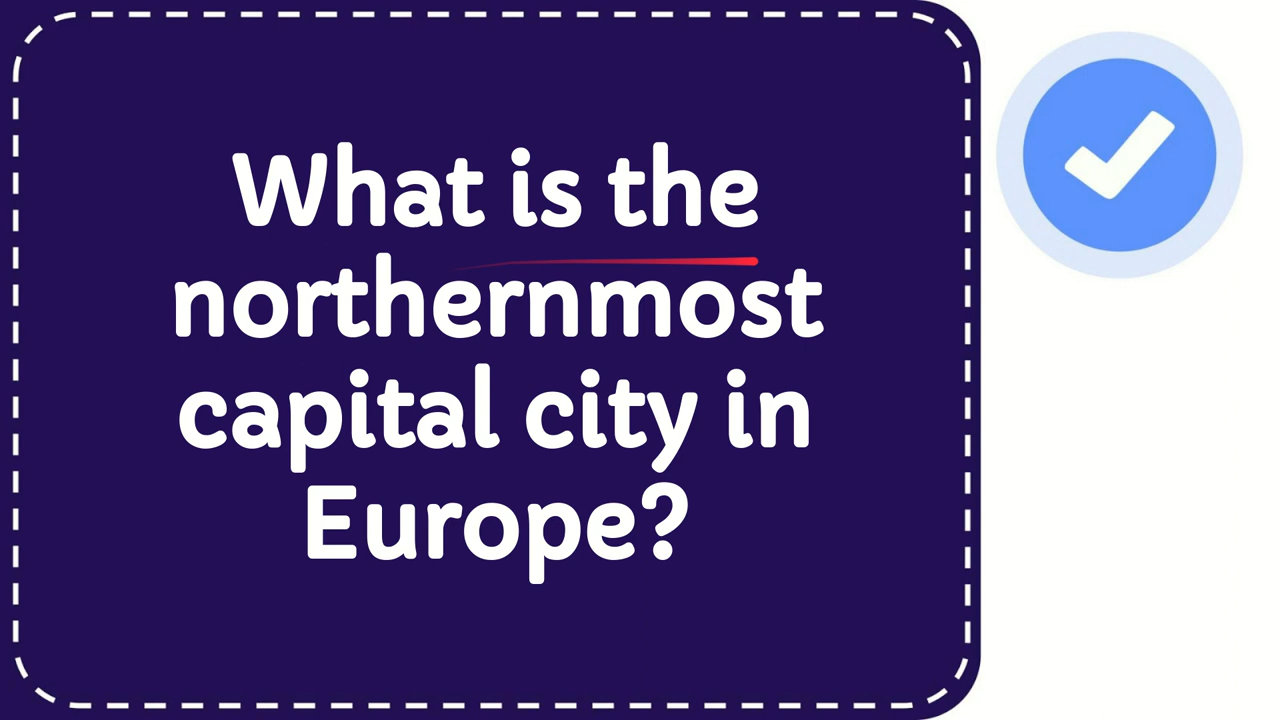 What is the
northernmost
capital city in
Europe?